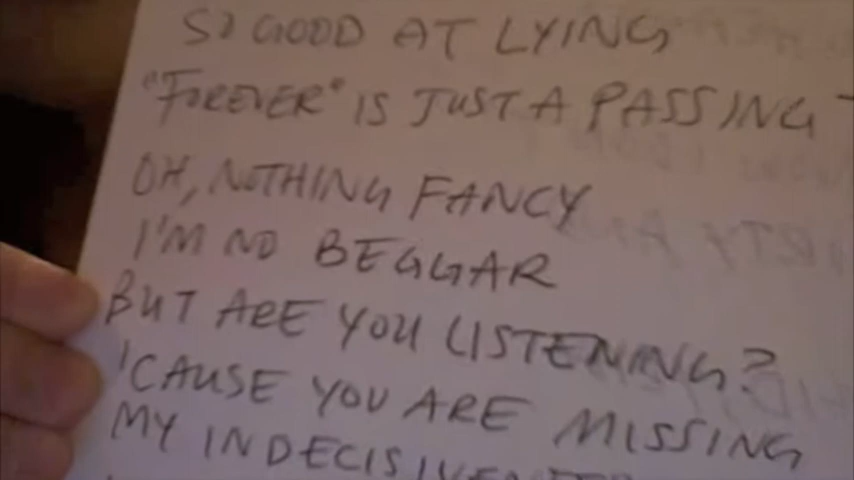 SO GOOD AT LYING
"FOREVER" IS JUST A PASSING
OH, NOTHING FANCY
I'M NO BEGGAR
BUT ARE YOU LISTENING?
'CAUSE YOU ARE MISSING
MY